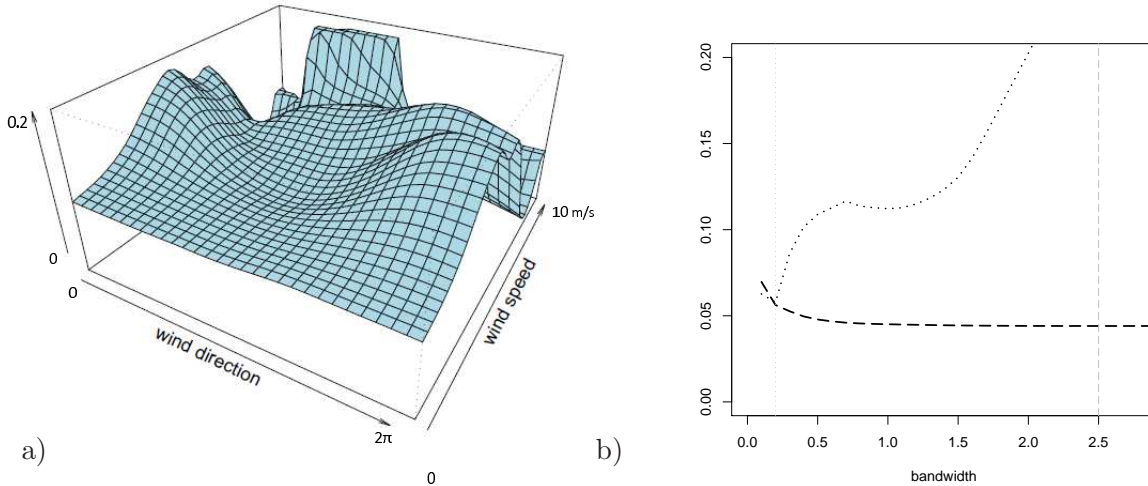 0.2
0
0
wind direction
2π
wind speed
10 m/s
0
a)
0.20
0.15
0.10
0.05
0.00
0.0 0.5 1.0 1.5 2.0 2.5
bandwidth
b)